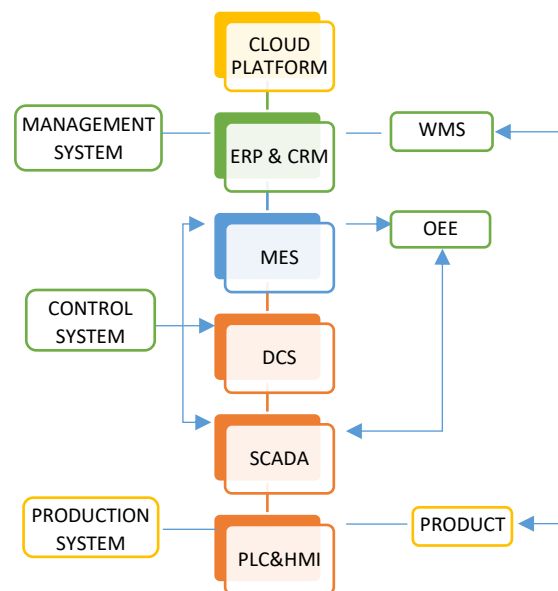 CLOUD
PLATFORM
MANAGEMENT
SYSTEM
ERP & CRM
WMS
MES
OEE
CONTROL
SYSTEM
DCS
SCADA
PRODUCTION
SYSTEM
PLC&HMI
PRODUCT